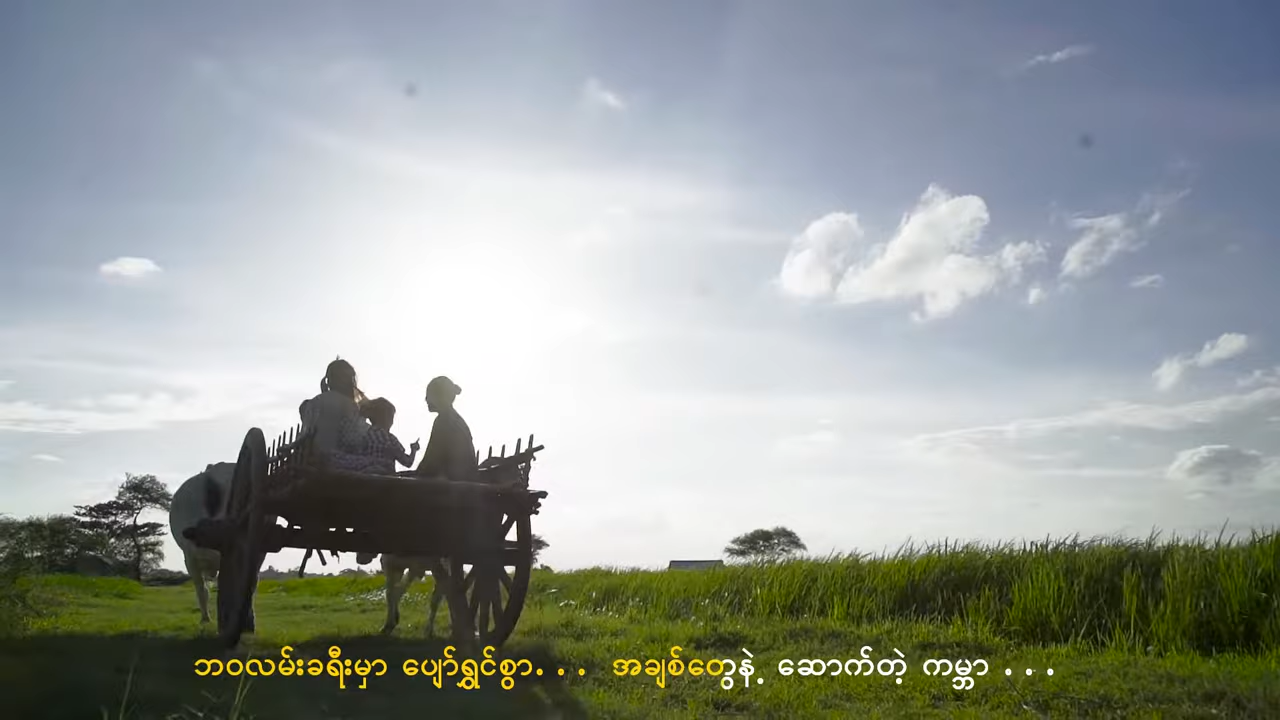 ဘဝလမ်းခရီးမှာ ပျော်ရွှင်စွာ. . . အချစ်တွေနဲ့ ဆောက်တဲ့ ကမ္ဘာ . . .